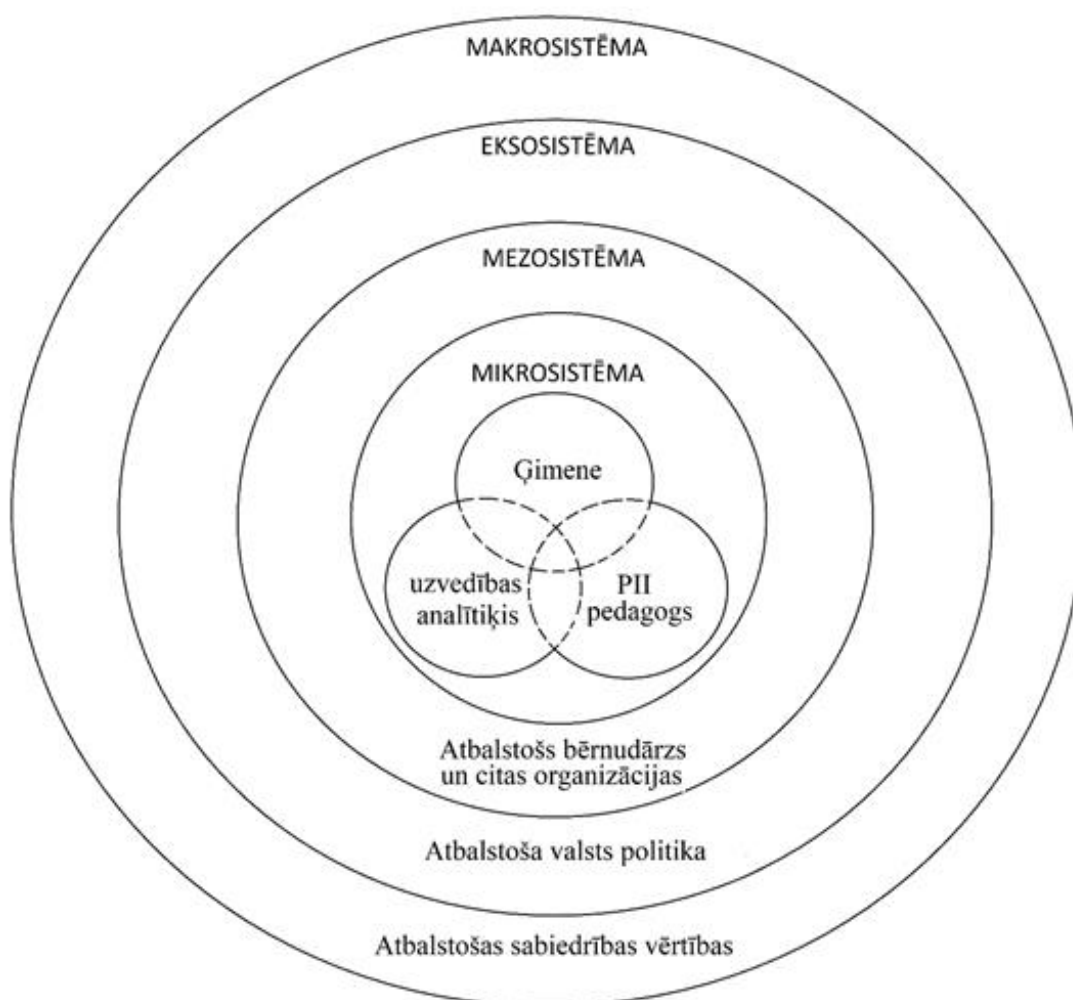 MAKROSISTĒMA
EKSOSISTĒMA
MEZOSISTĒMA
MIKROSISTĒMA
Ģimene
uzvedības
analītiķis
PII
pedagogs
Atbalstošs bērnudārzs
un citas organizācijas
Atbalstoša valsts politika
Atbalstošas sabiedrības vērtības